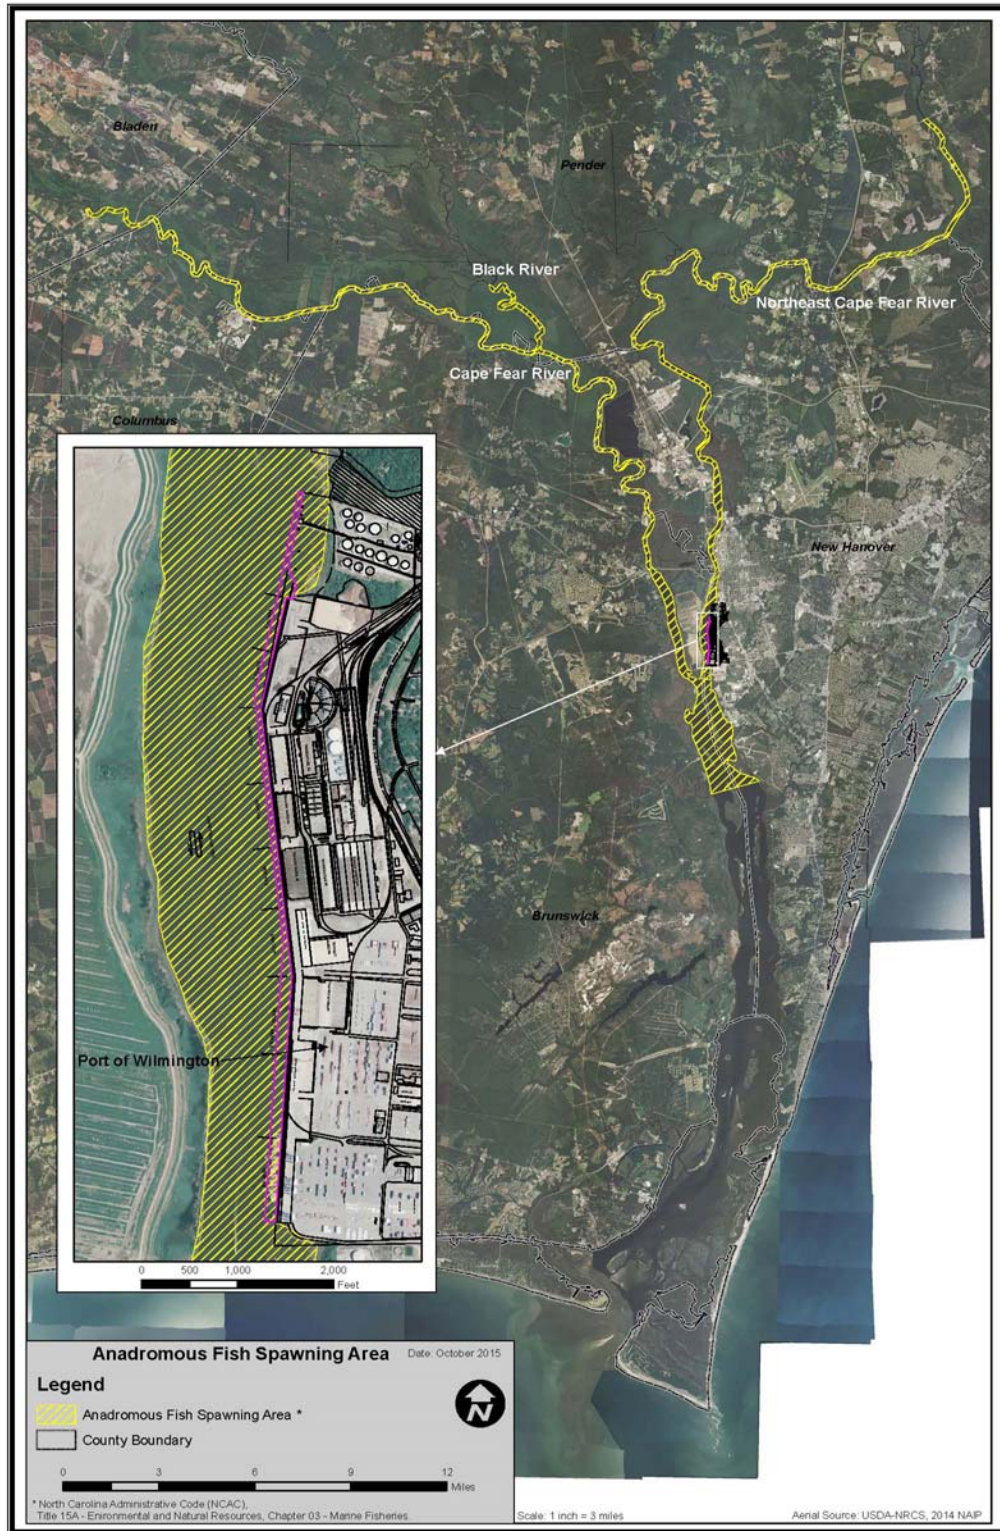 Bladen
Pender
Black River
Northeast Cape Fear River
Cape Fear River
Columbus
New Hanover
Brunswick
Port of Wilmington
0 500 1,000 2,000
Feet
Anadromous Fish Spawning Area Date: October 2015
Legend
Anadromous Fish Spawning Area *
County Boundary
N
0 3 6 9 12
Miles
* North Carolina Administrative Code (NCAC),
Title 15A - Enironmental and Natural Resources, Chapter 03 - Marine Fisheries.
Scale: 1 inch = 3 miles
Aerial Source: USDA-NRCS, 2014 NAIP